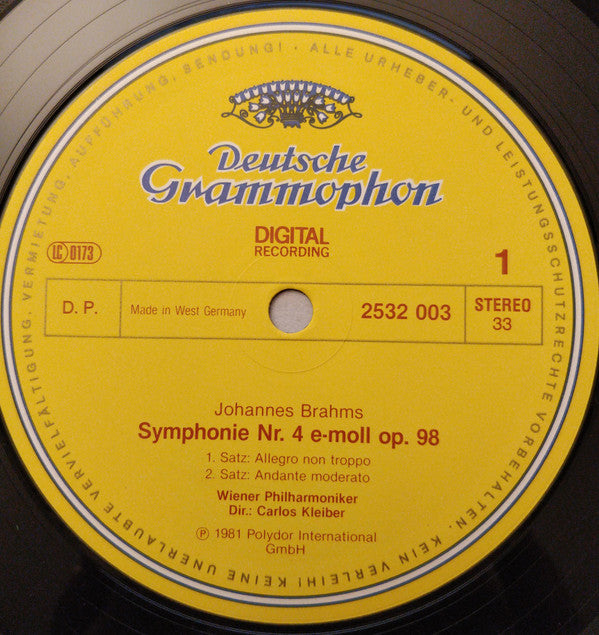 ALLE URHEBER- UND LEISTUNGSSCHUTZRECHTE VORBEHALTEN. KEIN VERLEIH! KEINE UNERLAUBTE VERVIELFÄLTIGUNG, VERMIETUNG, AUFFÜHRUNG, SENDUNG!
Deutsche
Grammophon
DIGITAL
RECORDING
LC 0173
1
D. P.
Made in West Germany
2532 003
STEREO
33
Johannes Brahms
Symphonie Nr. 4 e-moll op. 98
1. Satz: Allegro non troppo
2. Satz: Andante moderato
Wiener Philharmoniker
Dir.: Carlos Kleiber
Ⓟ 1981 Polydor International
GmbH